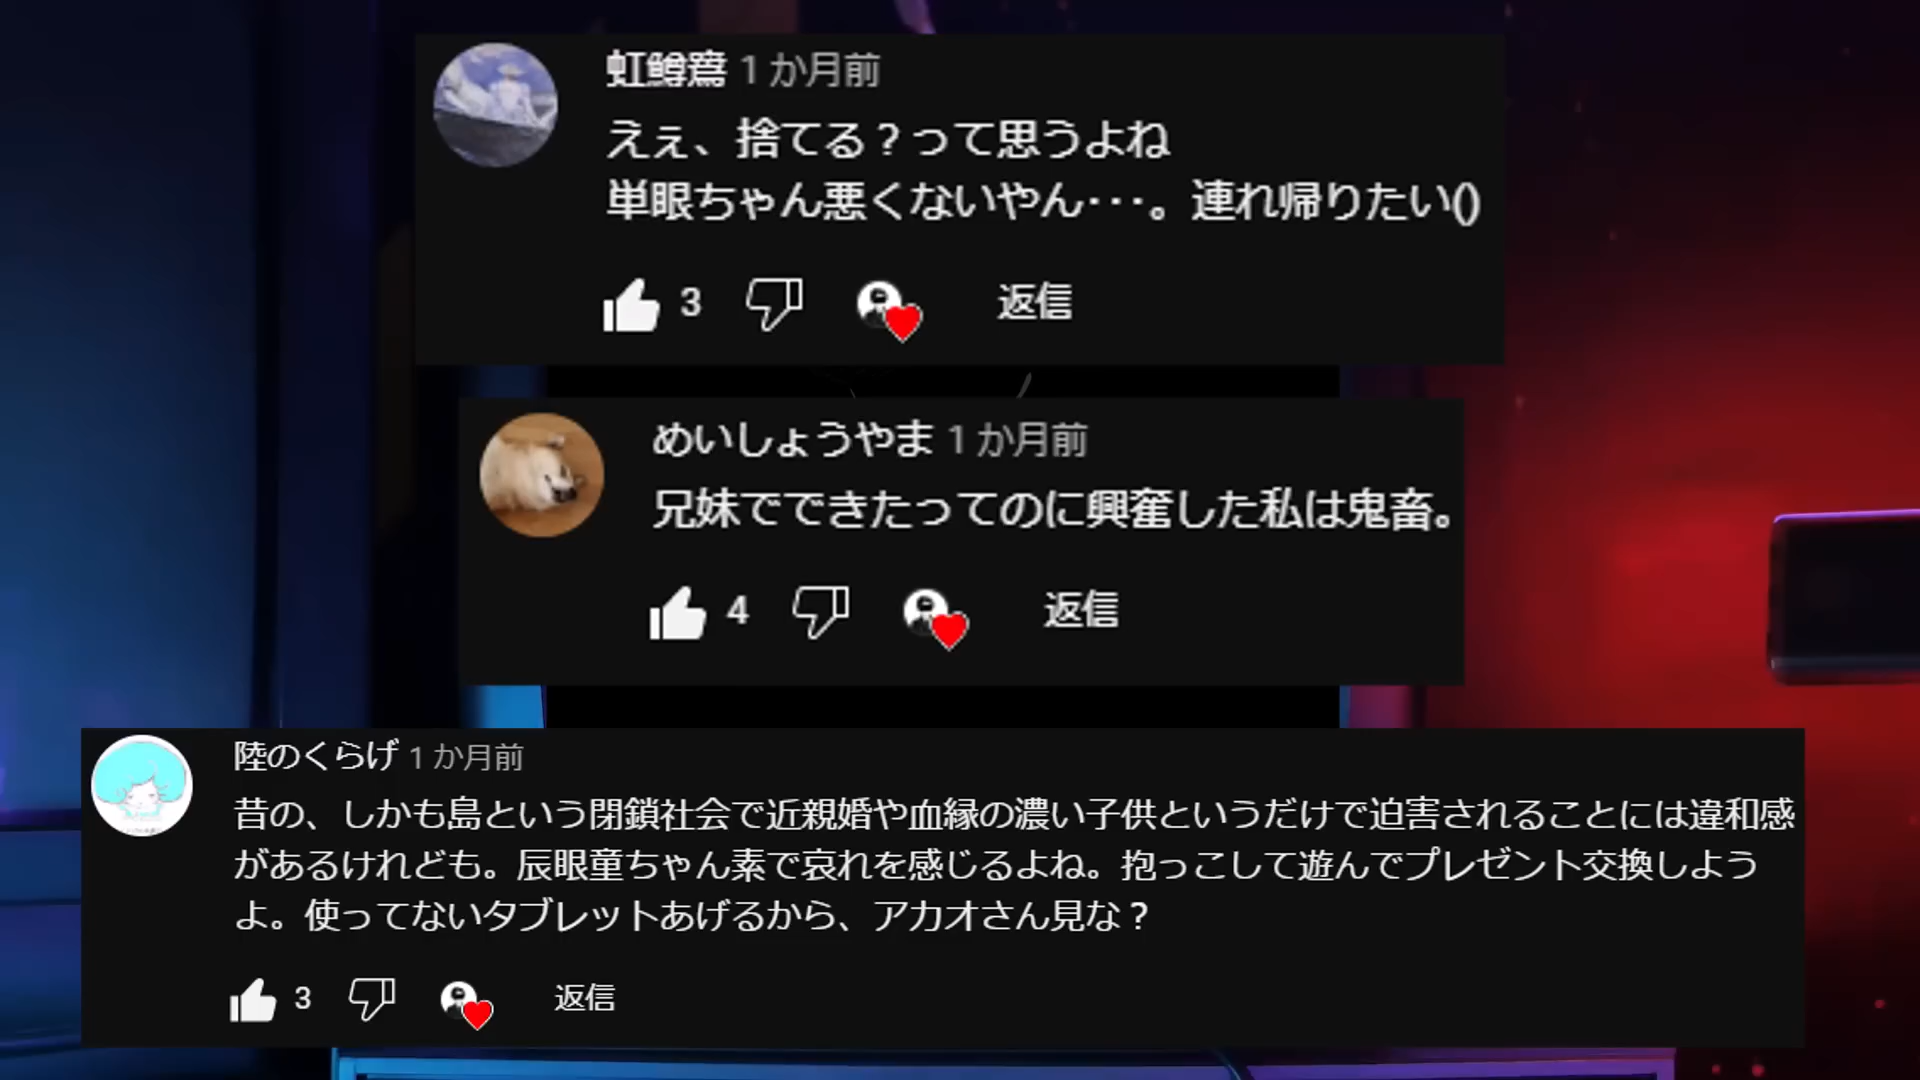 虹鱒鷺 1 か月前
えぇ、捨てる？って思うよね
単眼ちゃん悪くないやん･･･。連れ帰りたい()
3
返信
めいしょうやま 1 か月前
兄妹でできたってのに興奮した私は鬼畜。
4
返信
陸のくらげ 1 か月前
昔の、しかも島という閉鎖社会で近親婚や血縁の濃い子供というだけで迫害されることには違和感
があるけれども。辰眼童ちゃん素で哀れを感じるよね。抱っこして遊んでプレゼント交換しよう
よ。使ってないタブレットあげるから、アカオさん見な？
3
返信